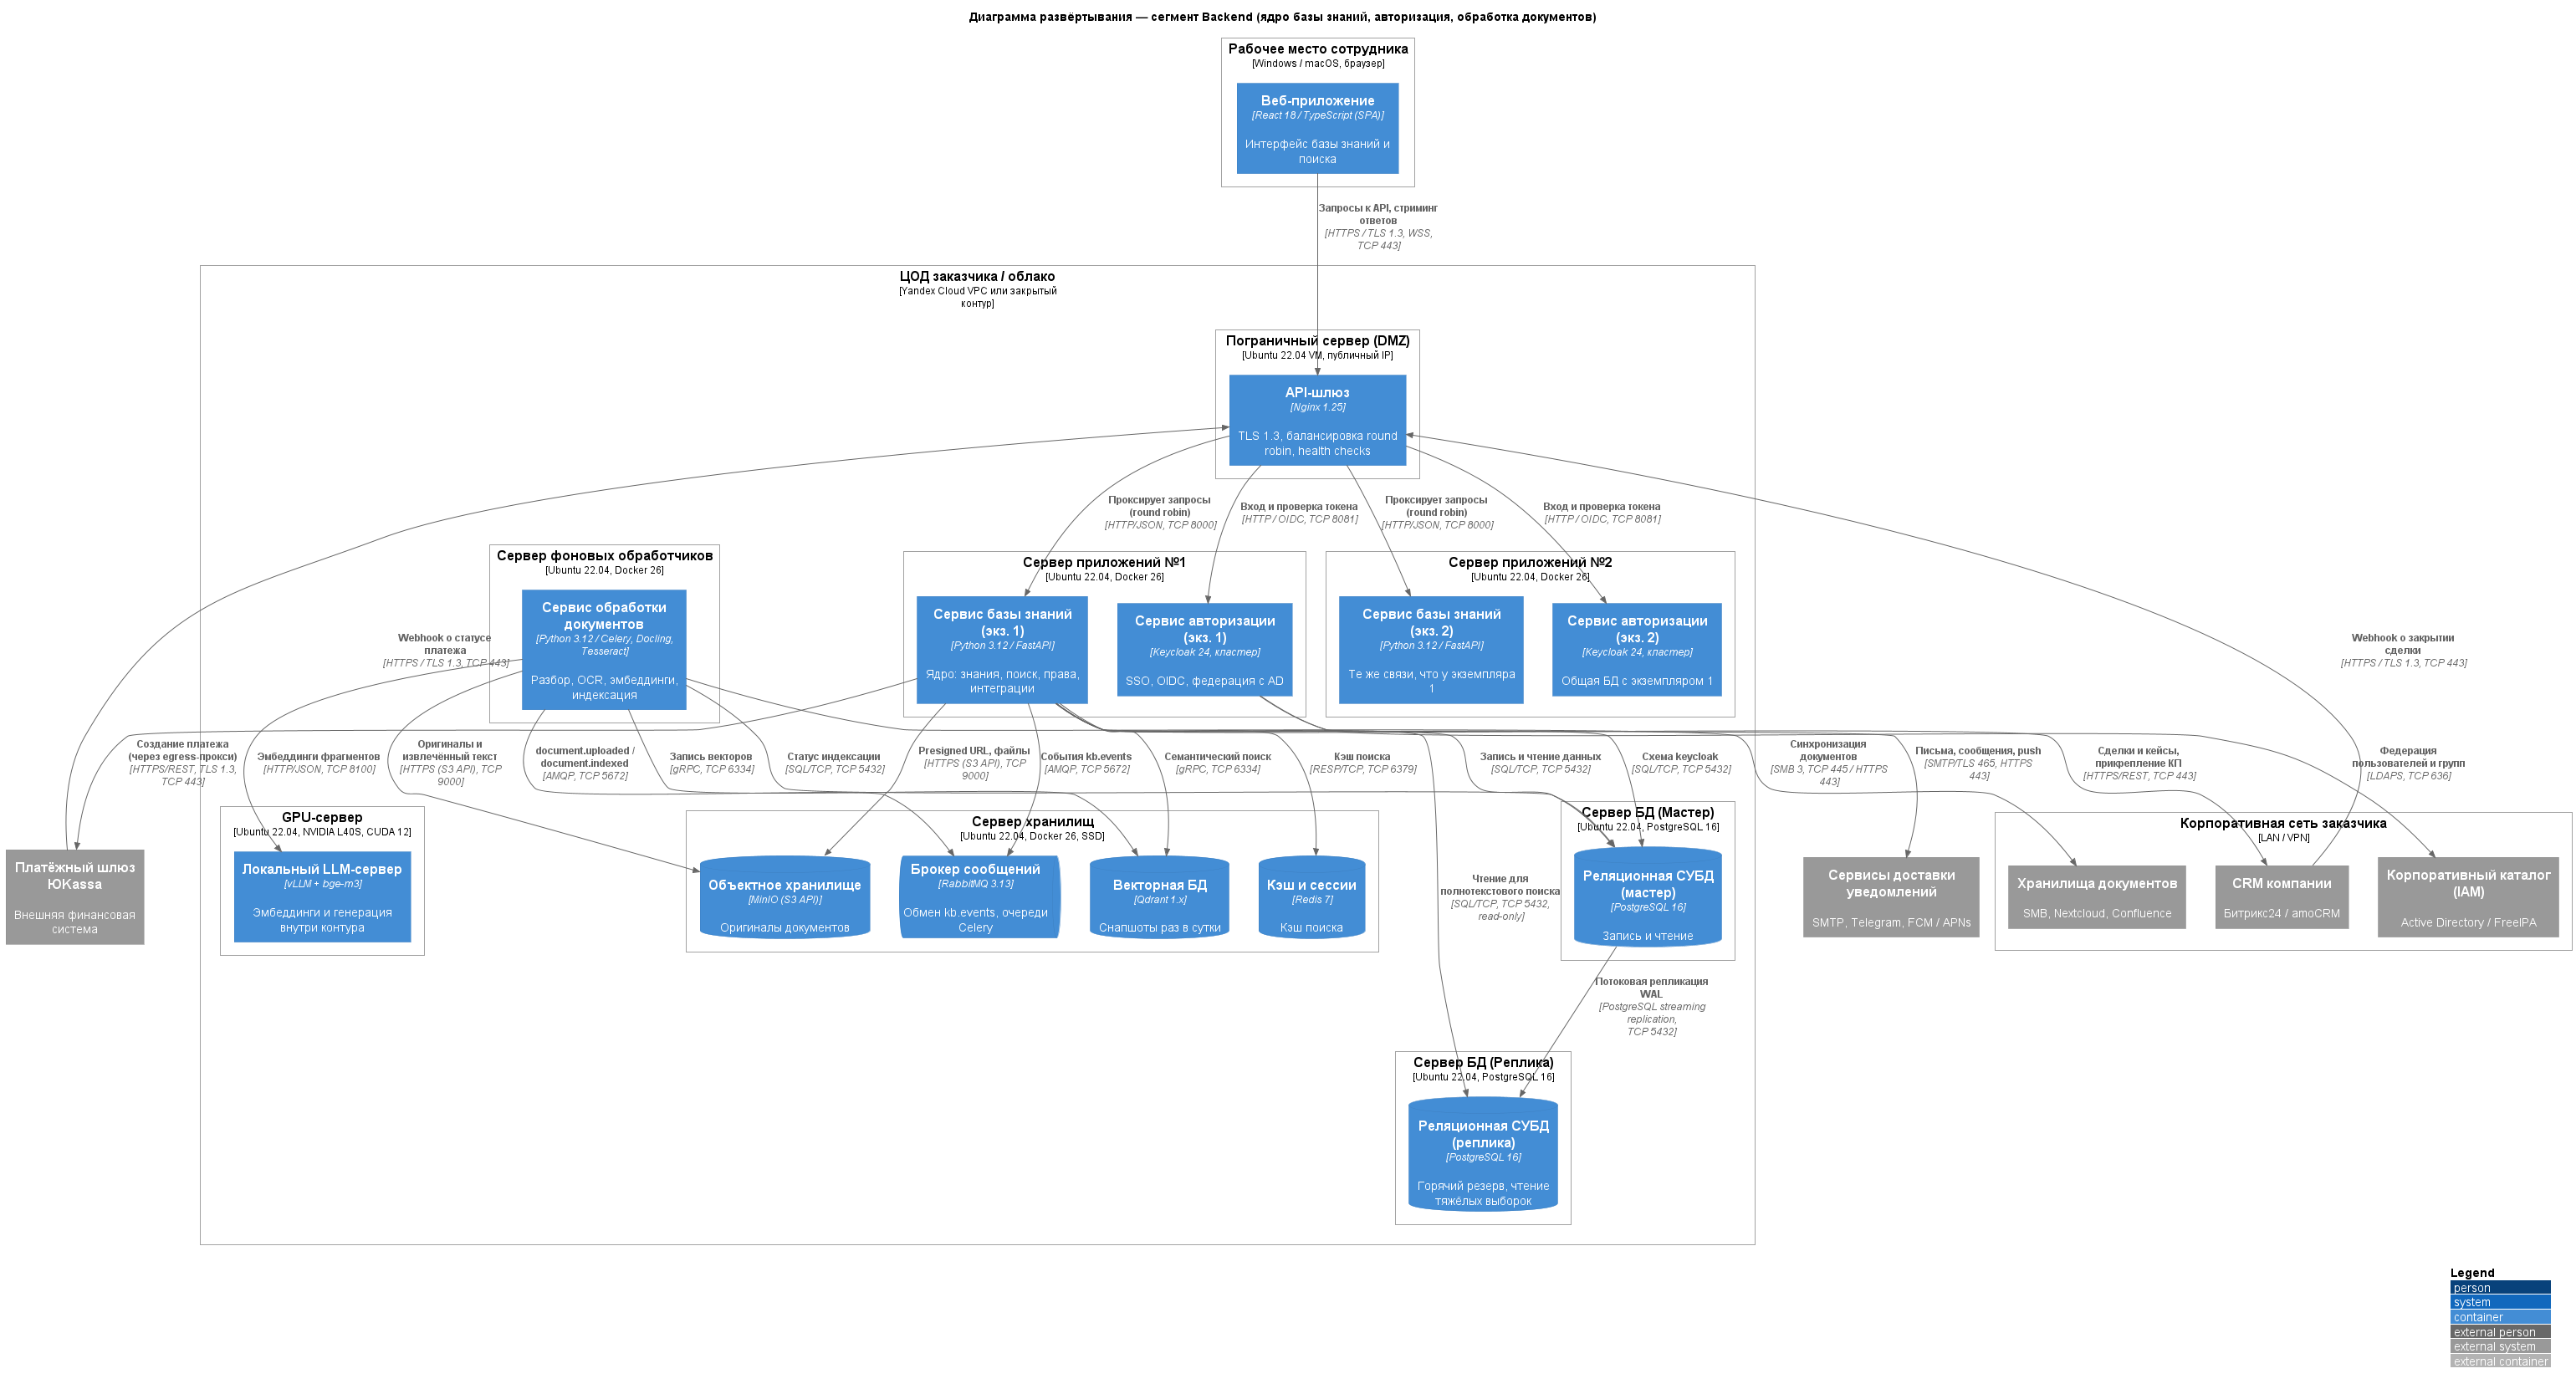 Диаграмма развёртывания — сегмент Backend (ядро базы знаний, авторизация, обработка документов)
Рабочее место сотрудника
[Windows / macOS, браузер]
Веб-приложение
[React 18 / TypeScript (SPA)]
Интерфейс базы знаний и
поиска
Запросы к API, стриминг
ответов
[HTTPS / TLS 1.3, WSS,
TCP 443]
ЦОД заказчика / облако
[Yandex Cloud VPC или закрытый
контур]
Пограничный сервер (DMZ)
[Ubuntu 22.04 VM, публичный IP]
API-шлюз
[Nginx 1.25]
TLS 1.3, балансировка round
robin, health checks
Проксирует запросы
(round robin)
[HTTP/JSON, TCP 8000]
Вход и проверка токена
[HTTP / OIDC, TCP 8081]
Проксирует запросы
(round robin)
[HTTP/JSON, TCP 8000]
Вход и проверка токена
[HTTP / OIDC, TCP 8081]
Сервер фоновых обработчиков
[Ubuntu 22.04, Docker 26]
Сервис обработки
документов
[Python 3.12 / Celery, Docling,
Tesseract]
Разбор, OCR, эмбеддинги,
индексация
Сервер приложений №1
[Ubuntu 22.04, Docker 26]
Сервис базы знаний
(экз. 1)
[Python 3.12 / FastAPI]
Ядро: знания, поиск, права,
интеграции
Сервис авторизации
(экз. 1)
[Keycloak 24, кластер]
SSO, OIDC, федерация с AD
Сервер приложений №2
[Ubuntu 22.04, Docker 26]
Сервис базы знаний
(экз. 2)
[Python 3.12 / FastAPI]
Те же связи, что у экземпляра
1
Сервис авторизации
(экз. 2)
[Keycloak 24, кластер]
Общая БД с экземпляром 1
Webhook о статусе
платежа
[HTTPS / TLS 1.3, TCP 443]
Webhook о закрытии
сделки
[HTTPS / TLS 1.3, TCP 443]
Создание платежа
(через egress-прокси)
[HTTPS/REST, TLS 1.3,
TCP 443]
Эмбеддинги фрагментов
[HTTP/JSON, TCP 8100]
Оригиналы и
извлечённый текст
[HTTPS (S3 API), TCP
9000]
document.uploaded /
document.indexed
[AMQP, TCP 5672]
Запись векторов
[gRPC, TCP 6334]
Статус индексации
[SQL/TCP, TCP 5432]
Presigned URL, файлы
[HTTPS (S3 API), TCP
9000]
События kb.events
[AMQP, TCP 5672]
Семантический поиск
[gRPC, TCP 6334]
Кэш поиска
[RESP/TCP, TCP 6379]
Запись и чтение данных
[SQL/TCP, TCP 5432]
Схема keycloak
[SQL/TCP, TCP 5432]
Синхронизация
документов
[SMB 3, TCP 445 / HTTPS
443]
Письма, сообщения, push
[SMTP/TLS 465, HTTPS
443]
Сделки и кейсы,
прикрепление КП
[HTTPS/REST, TCP 443]
Федерация
пользователей и групп
[LDAPS, TCP 636]
Платёжный шлюз
ЮKassa
Внешняя финансовая
система
GPU-сервер
[Ubuntu 22.04, NVIDIA L40S, CUDA 12]
Локальный LLM-сервер
[vLLM + bge-m3]
Эмбеддинги и генерация
внутри контура
Сервер хранилищ
[Ubuntu 22.04, Docker 26, SSD]
Объектное хранилище
[MinIO (S3 API)]
Оригиналы документов
Брокер сообщений
[RabbitMQ 3.13]
Обмен kb.events, очереди
Celery
Векторная БД
[Qdrant 1.x]
Снапшоты раз в сутки
Кэш и сессии
[Redis 7]
Кэш поиска
Чтение для
полнотекстового поиска
[SQL/TCP, TCP 5432,
read-only]
Сервер БД (Мастер)
[Ubuntu 22.04, PostgreSQL 16]
Реляционная СУБД
(мастер)
[PostgreSQL 16]
Запись и чтение
Сервисы доставки
уведомлений
SMTP, Telegram, FCM / APNs
Корпоративная сеть заказчика
[LAN / VPN]
Хранилища документов
SMB, Nextcloud, Confluence
CRM компании
Битрикс24 / amoCRM
Корпоративный каталог
(IAM)
Active Directory / FreeIPA
Потоковая репликация
WAL
[PostgreSQL streaming
replication,
TCP 5432]
Сервер БД (Реплика)
[Ubuntu 22.04, PostgreSQL 16]
Реляционная СУБД
(реплика)
[PostgreSQL 16]
Горячий резерв, чтение
тяжёлых выборок
Legend
person
system
container
external person
external system
external container